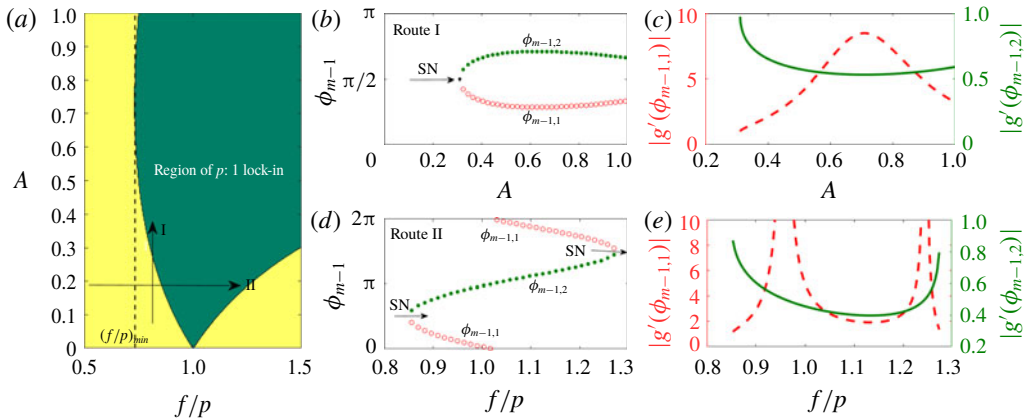 (a)
1.0
0.9
0.8
0.7
0.6
A 0.5
0.4
0.3
0.2
0.1
0
Region of p: 1 lock-in
I
II
(f/p)min
0.5 1.0 1.5
f/p
(b)
Route I
π
π/2
0
ϕm−1
SN
ϕm−1,2
ϕm−1,1
0.2 0.4 0.6 0.8 1.0
A
(c)
10
5
0
|g′(ϕm−1,1)|
1.0
0.5
0
|g′(ϕm−1,2)|
0.2 0.4 0.6 0.8 1.0
A
(d)
Route II
2π
π
0
ϕm−1
ϕm−1,1
SN
ϕm−1,2
SN
ϕm−1,1
0.8 0.9 1.0 1.1 1.2 1.3
f/p
(e)
10
8
6
4
2
0
|g′(ϕm−1,1)|
1.0
0.8
0.6
0.4
0.2
|g′(ϕm−1,2)|
0.8 0.9 1.0 1.1 1.2 1.3
f/p